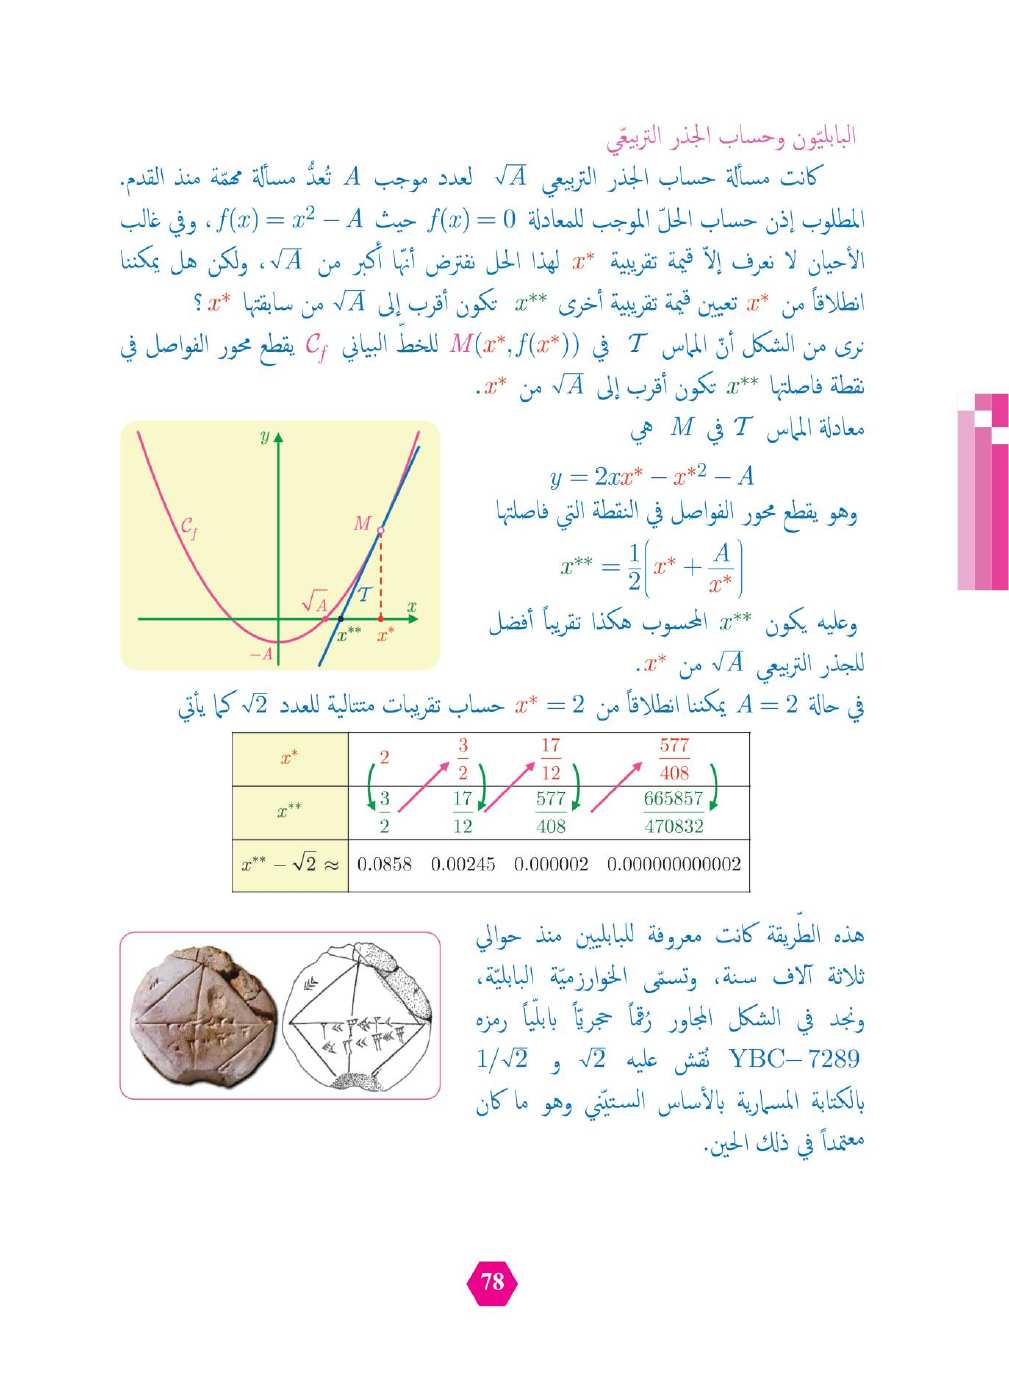 البابليّون وحساب الجذر التربيعّي
كانت مسألة حساب الجذر التربيعي √A لعدد موجب A تُعدُّ مسألة مهمّة منذ القدم.
المطلوب إذن حساب الحلّ الموجب للمعادلة f(x) = 0 حيث f(x) = x² − A ، وفي غالب
الأحيان لا نعرف إلاّ قيمة تقريبية x* لهذا الحل نفترض أنّها أكبر من √A ، ولكن هل يمكننا
انطلاقاً من x* تعيين قيمة تقريبية أخرى x** تكون أقرب إلى √A من سابقتها x* ؟
نرى من الشكل أنّ المماس T في M(x*, f(x*)) للخطّ البياني C_f يقطع محور الفواصل في
نقطة فاصلتها x** تكون أقرب إلى √A من x* .
معادلة المماس T في M هي
y = 2xx* − x*² − A
وهو يقطع محور الفواصل في النقطة التي فاصلتها
x** = 1/2 (x* + A/x*)
وعليه يكون x** المحسوب هكذا تقريباً أفضل
للجذر التربيعي √A من x* .
y
C_f
M
√A
T
x
x** x*
−A
في حالة A = 2 يمكننا انطلاقاً من x* = 2 حساب تقريبات متتالية للعدد √2 كما يأتي
x* 2 3/2 17/12 577/408
x** 3/2 17/12 577/408 665857/470832
x** − √2 ≈ 0.0858 0.00245 0.000002 0.000000000002
هذه الطّريقة كانت معروفة للبابليين منذ حوالي
ثلاثة آلاف سنة، وتسمّى الخوارزميّة البابليّة،
ونجد في الشكل المجاور رُقماً حجريّاً بابلّياً رمزه
YBC−7289 نُقش عليه √2 و 1/√2
بالكتابة المسمارية بالأساس الستيّني وهو ما كان
معتمداً في ذلك الحين.
78